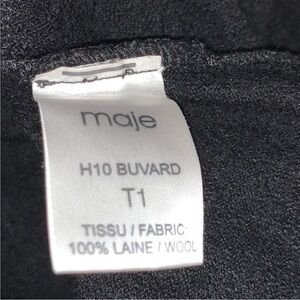 maje
H10 BUVARD
T1
TISSU / FABRIC
100% LAINE / WOOL